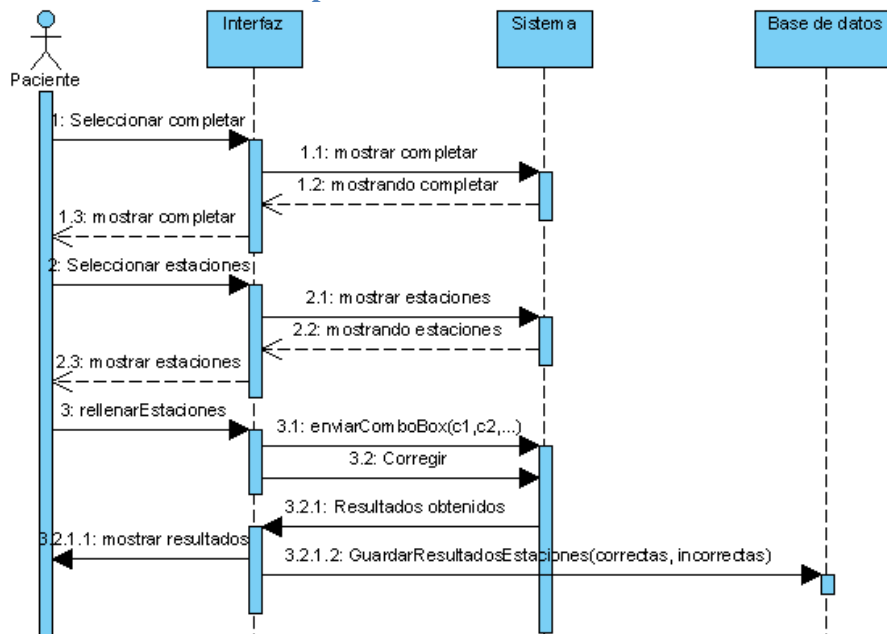 Interfaz
Sistema
Base de datos
Paciente
1: Seleccionar completar
1.1: mostrar completar
1.2: mostrando completar
1.3: mostrar completar
2: Seleccionar estaciones
2.1: mostrar estaciones
2.2: mostrando estaciones
2.3: mostrar estaciones
3: rellenarEstaciones
3.1: enviarComboBox(c1,c2,...)
3.2: Corregir
3.2.1: Resultados obtenidos
3.2.1.1: mostrar resultados
3.2.1.2: GuardarResultadosEstaciones(correctas, incorrectas)